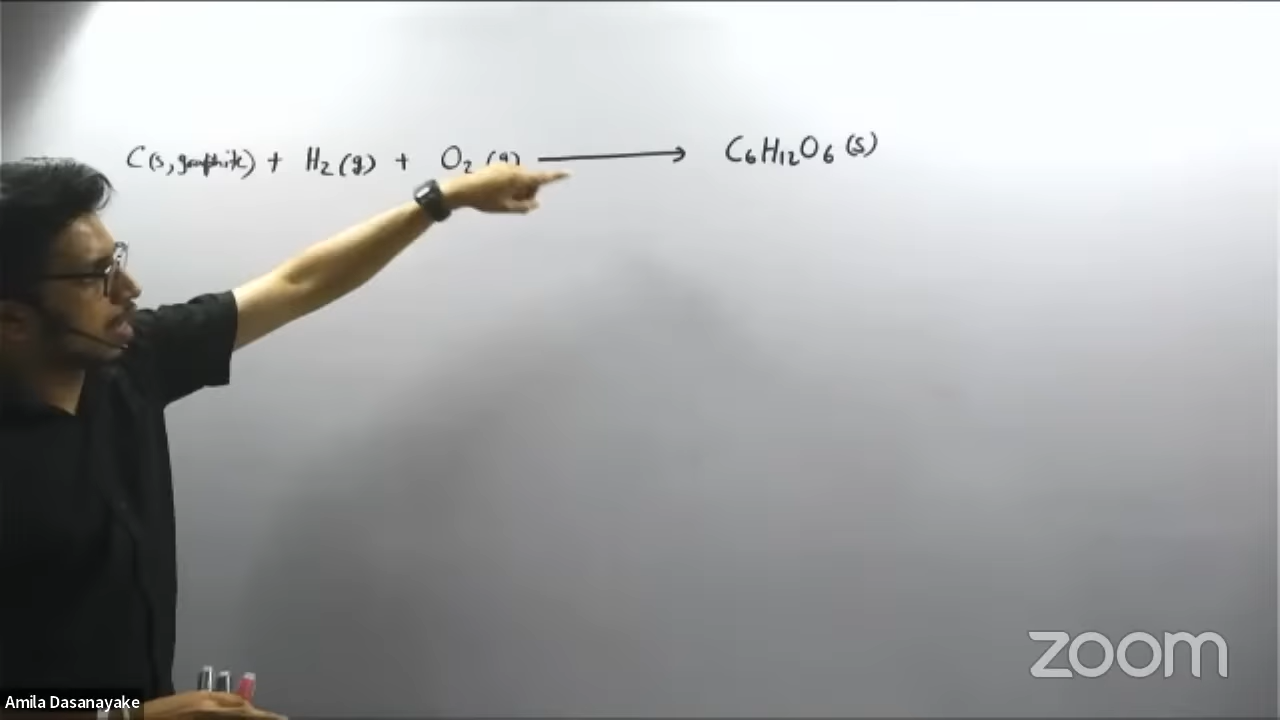 C(s, graphite) + H₂(g) + O₂(g) ⟶ C₆H₁₂O₆(s)
zoom
Amila Dasanayake